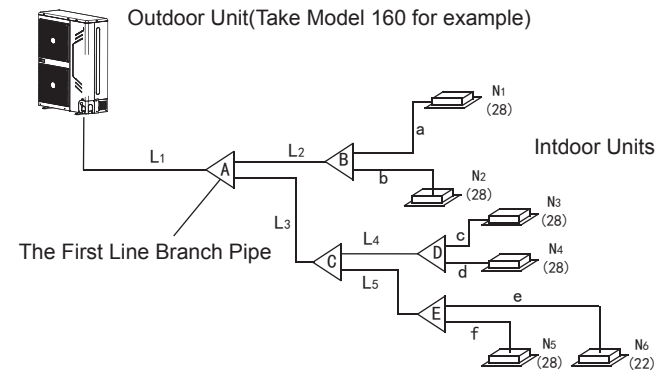 Outdoor Unit(Take Model 160 for example)
N1
(28)
a
L1
L2
A
B
b
Intdoor Units
N2
(28)
L3
N3
(28)
The First Line Branch Pipe
L4
c
C
D
d
N4
(28)
L5
e
E
f
N5
(28)
N6
(22)